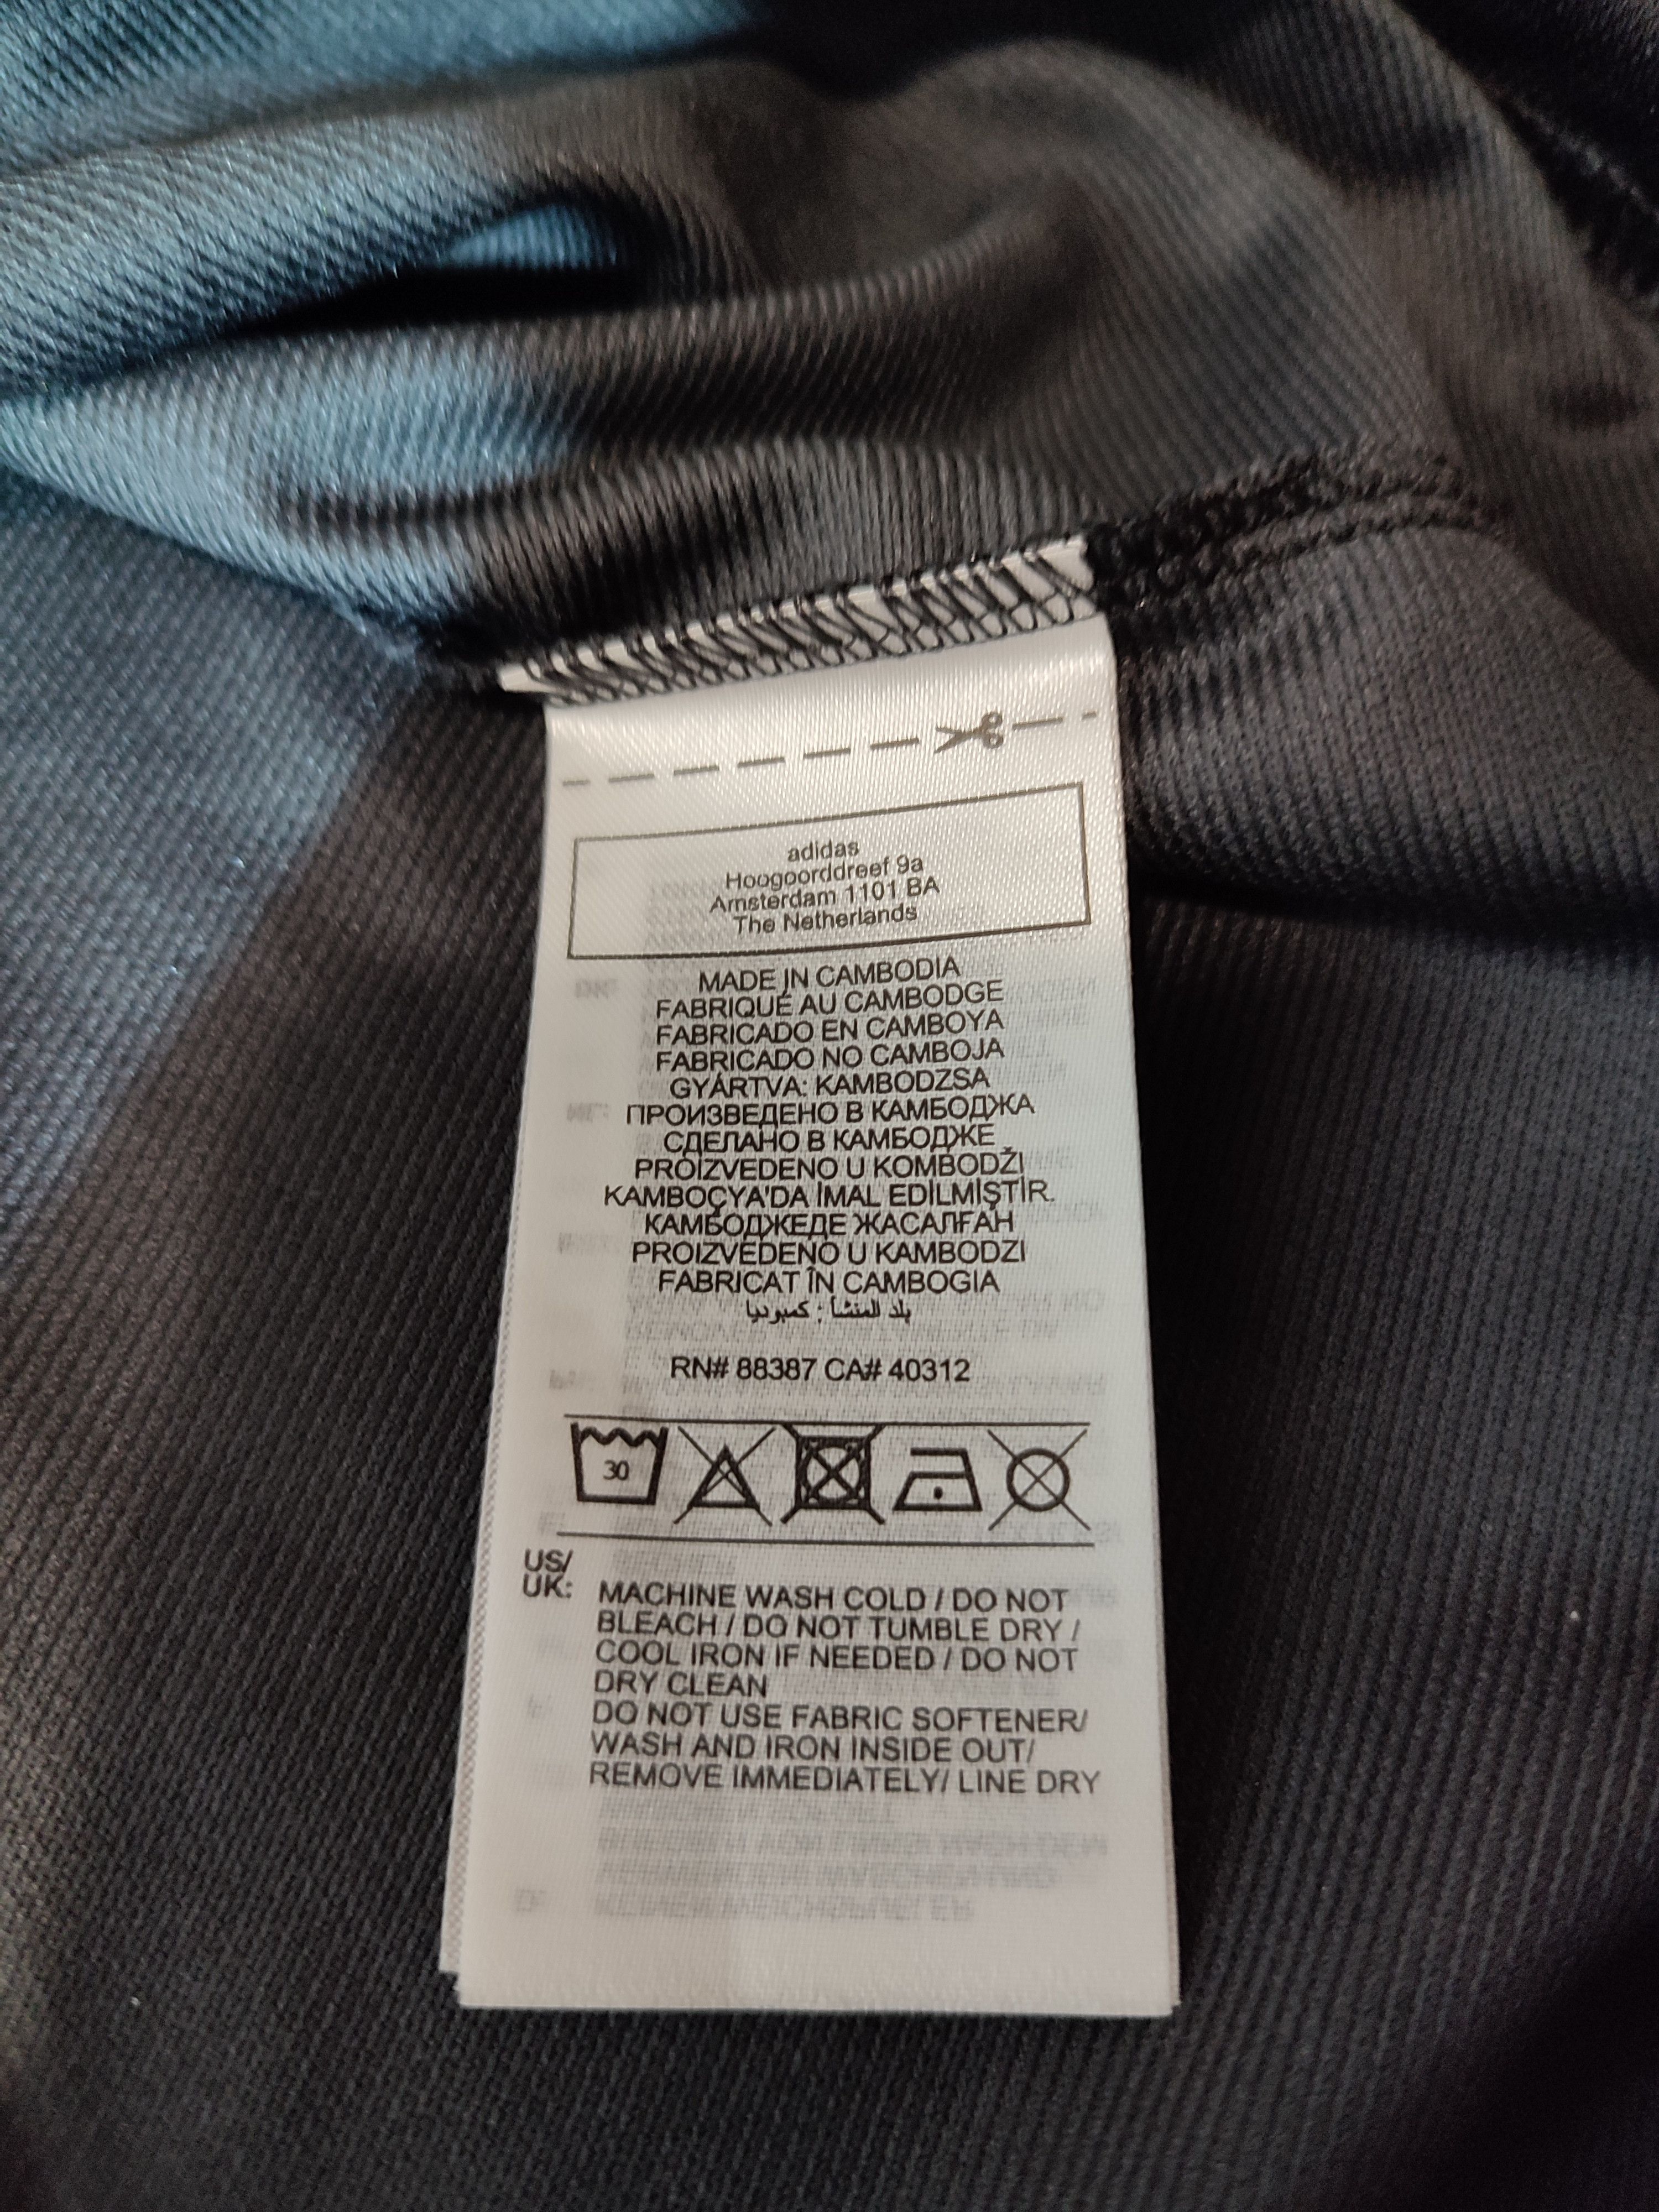 adidas
Hoogoorddreef 9a
Amsterdam 1101 BA
The Netherlands
MADE IN CAMBODIA
FABRIQUÉ AU CAMBODGE
FABRICADO EN CAMBOYA
FABRICADO NO CAMBOJA
GYÁRTVA: KAMBODZSA
ПРОИЗВЕДЕНО В КАМБОДЖА
СДЕЛАНО В КАМБОДЖЕ
PROIZVEDENO U KOMBODŽI
KAMBOÇYA'DA İMAL EDİLMİŞTİR.
КАМБОДЖЕДЕ ЖАСАЛҒАН
PROIZVEDENO U KAMBODZI
FABRICAT ÎN CAMBOGIA
بلد المنشأ : كمبوديا
RN# 88387 CA# 40312
30
US/
UK: MACHINE WASH COLD / DO NOT
BLEACH / DO NOT TUMBLE DRY /
COOL IRON IF NEEDED / DO NOT
DRY CLEAN
DO NOT USE FABRIC SOFTENER/
WASH AND IRON INSIDE OUT/
REMOVE IMMEDIATELY/ LINE DRY